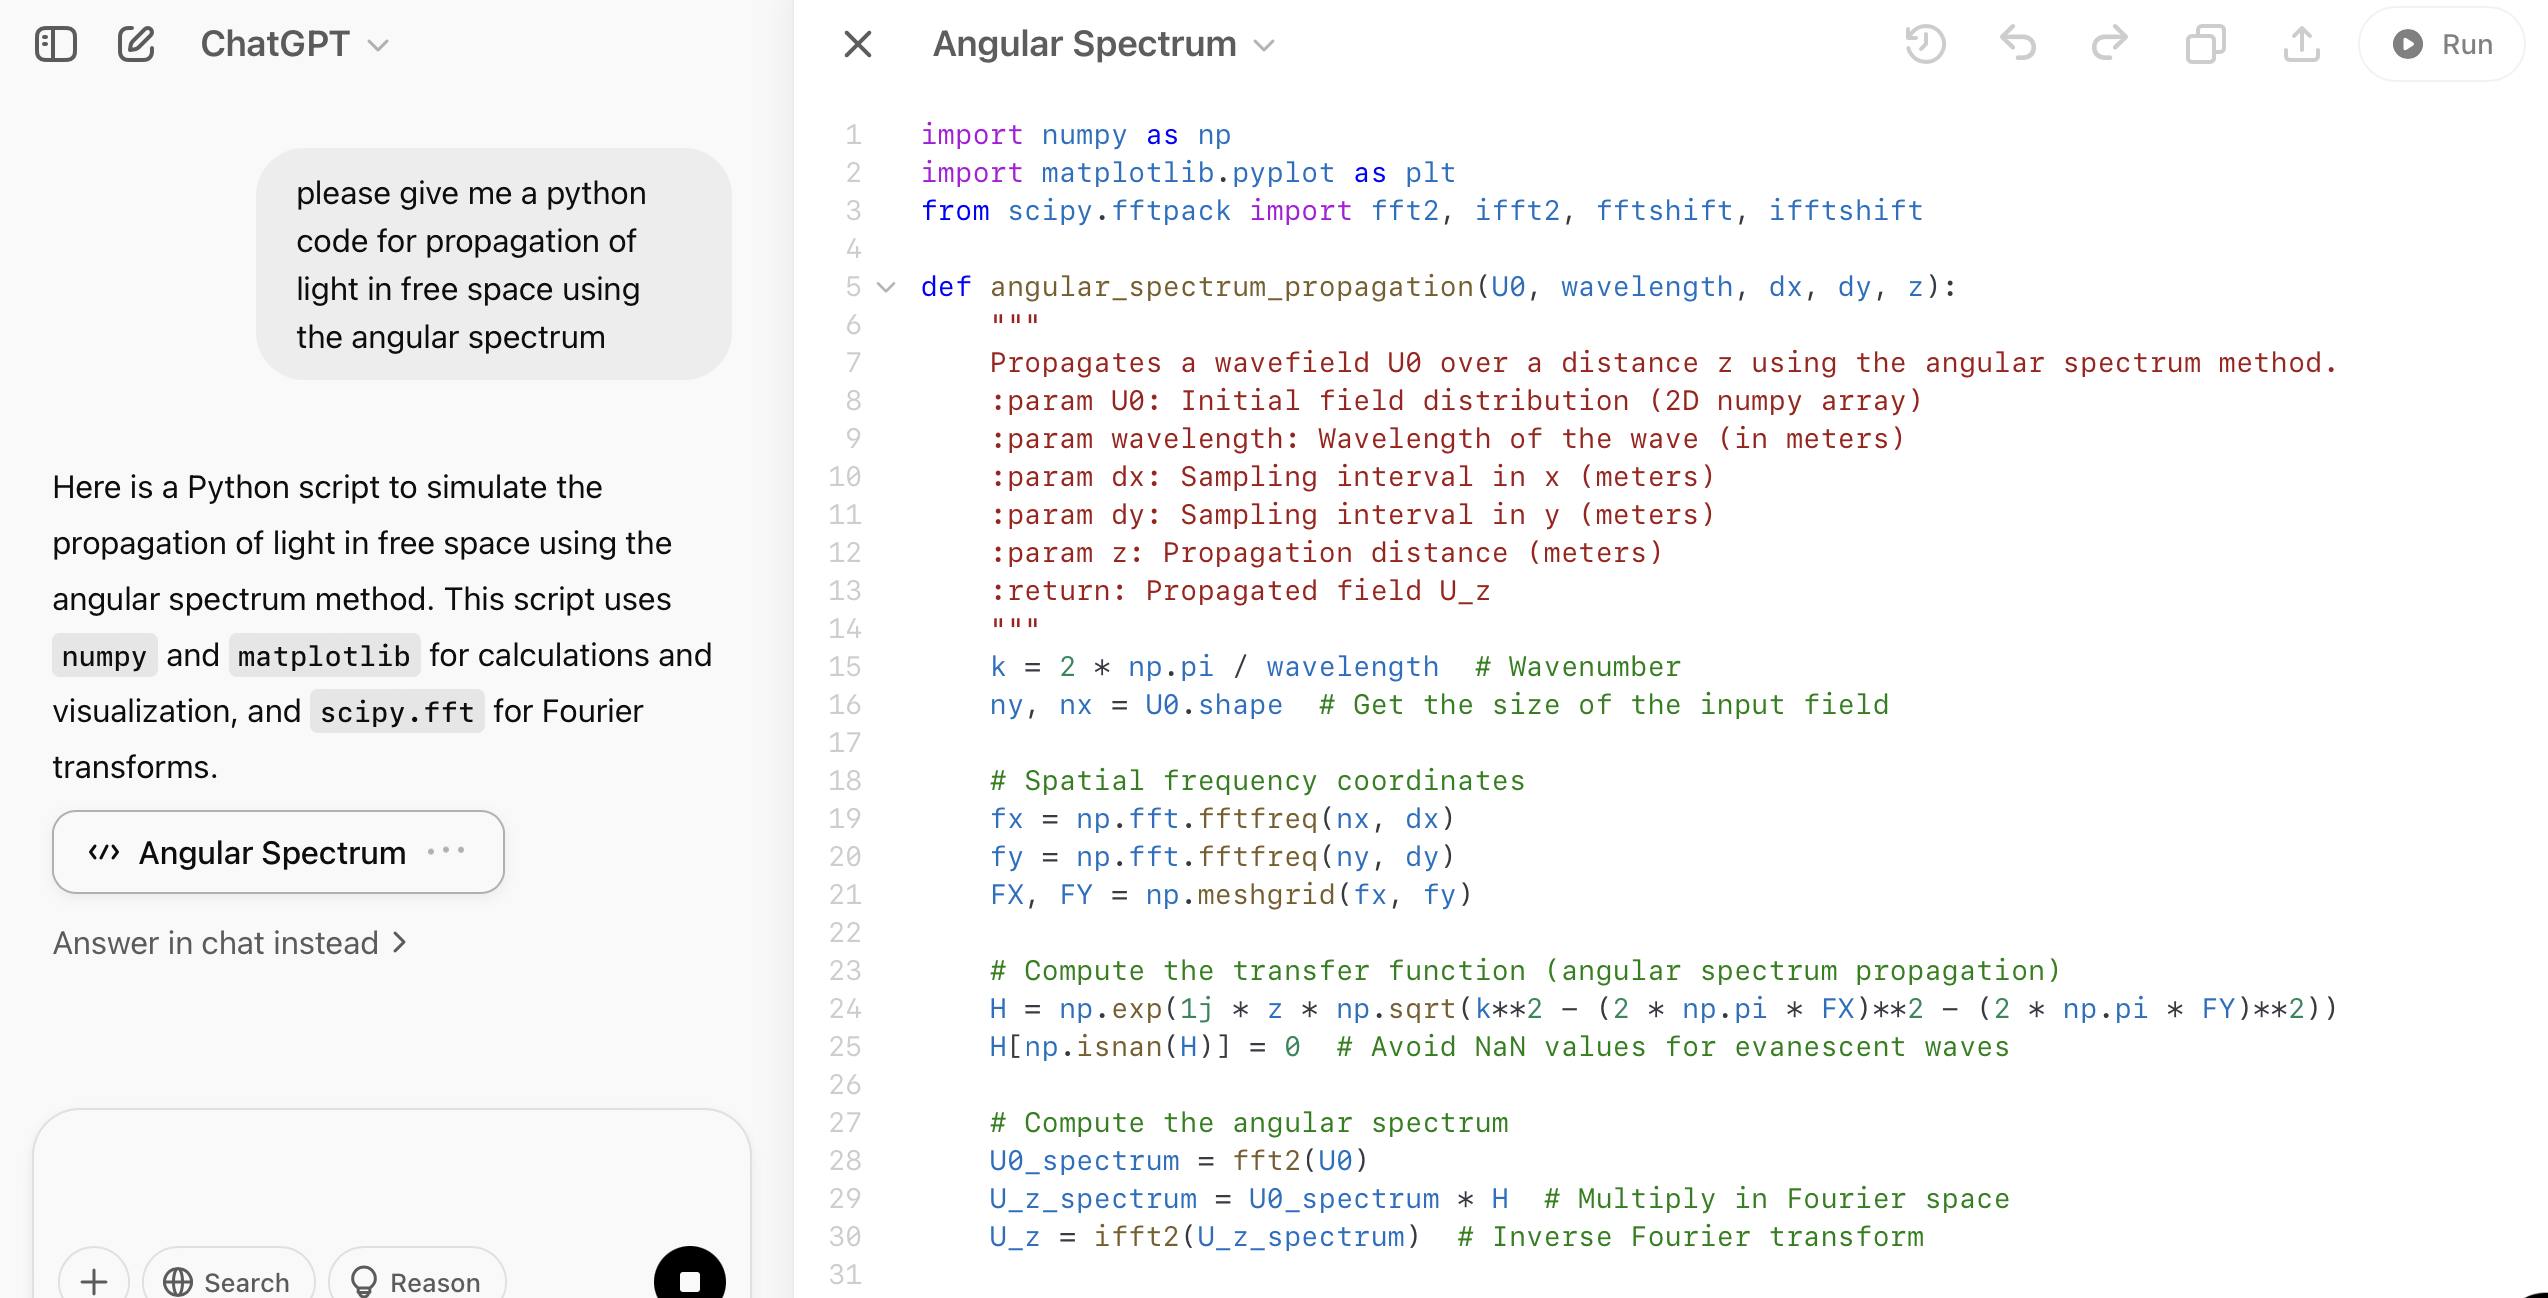 ChatGPT
please give me a python
code for propagation of
light in free space using
the angular spectrum
Here is a Python script to simulate the
propagation of light in free space using the
angular spectrum method. This script uses
numpy and matplotlib for calculations and
visualization, and scipy.fft for Fourier
transforms.
Angular Spectrum
Answer in chat instead
Search Reason
Angular Spectrum
Run
1 import numpy as np
2 import matplotlib.pyplot as plt
3 from scipy.fftpack import fft2, ifft2, fftshift, ifftshift
4
5 def angular_spectrum_propagation(U0, wavelength, dx, dy, z):
6     """
7     Propagates a wavefield U0 over a distance z using the angular spectrum method.
8     :param U0: Initial field distribution (2D numpy array)
9     :param wavelength: Wavelength of the wave (in meters)
10     :param dx: Sampling interval in x (meters)
11     :param dy: Sampling interval in y (meters)
12     :param z: Propagation distance (meters)
13     :return: Propagated field U_z
14     """
15     k = 2 * np.pi / wavelength  # Wavenumber
16     ny, nx = U0.shape  # Get the size of the input field
17
18     # Spatial frequency coordinates
19     fx = np.fft.fftfreq(nx, dx)
20     fy = np.fft.fftfreq(ny, dy)
21     FX, FY = np.meshgrid(fx, fy)
22
23     # Compute the transfer function (angular spectrum propagation)
24     H = np.exp(1j * z * np.sqrt(k**2 - (2 * np.pi * FX)**2 - (2 * np.pi * FY)**2))
25     H[np.isnan(H)] = 0  # Avoid NaN values for evanescent waves
26
27     # Compute the angular spectrum
28     U0_spectrum = fft2(U0)
29     U_z_spectrum = U0_spectrum * H  # Multiply in Fourier space
30     U_z = ifft2(U_z_spectrum)  # Inverse Fourier transform
31